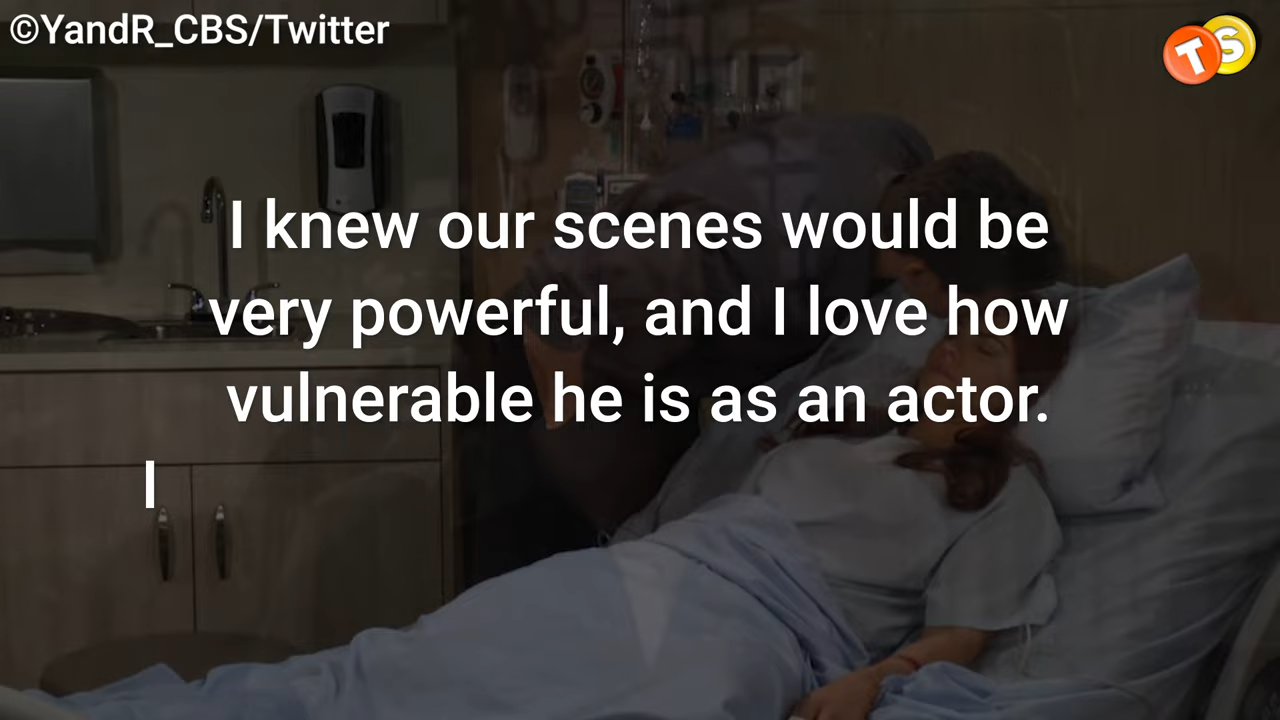 ©YandR_CBS/Twitter
TS
I knew our scenes would be
very powerful, and I love how
vulnerable he is as an actor.
I